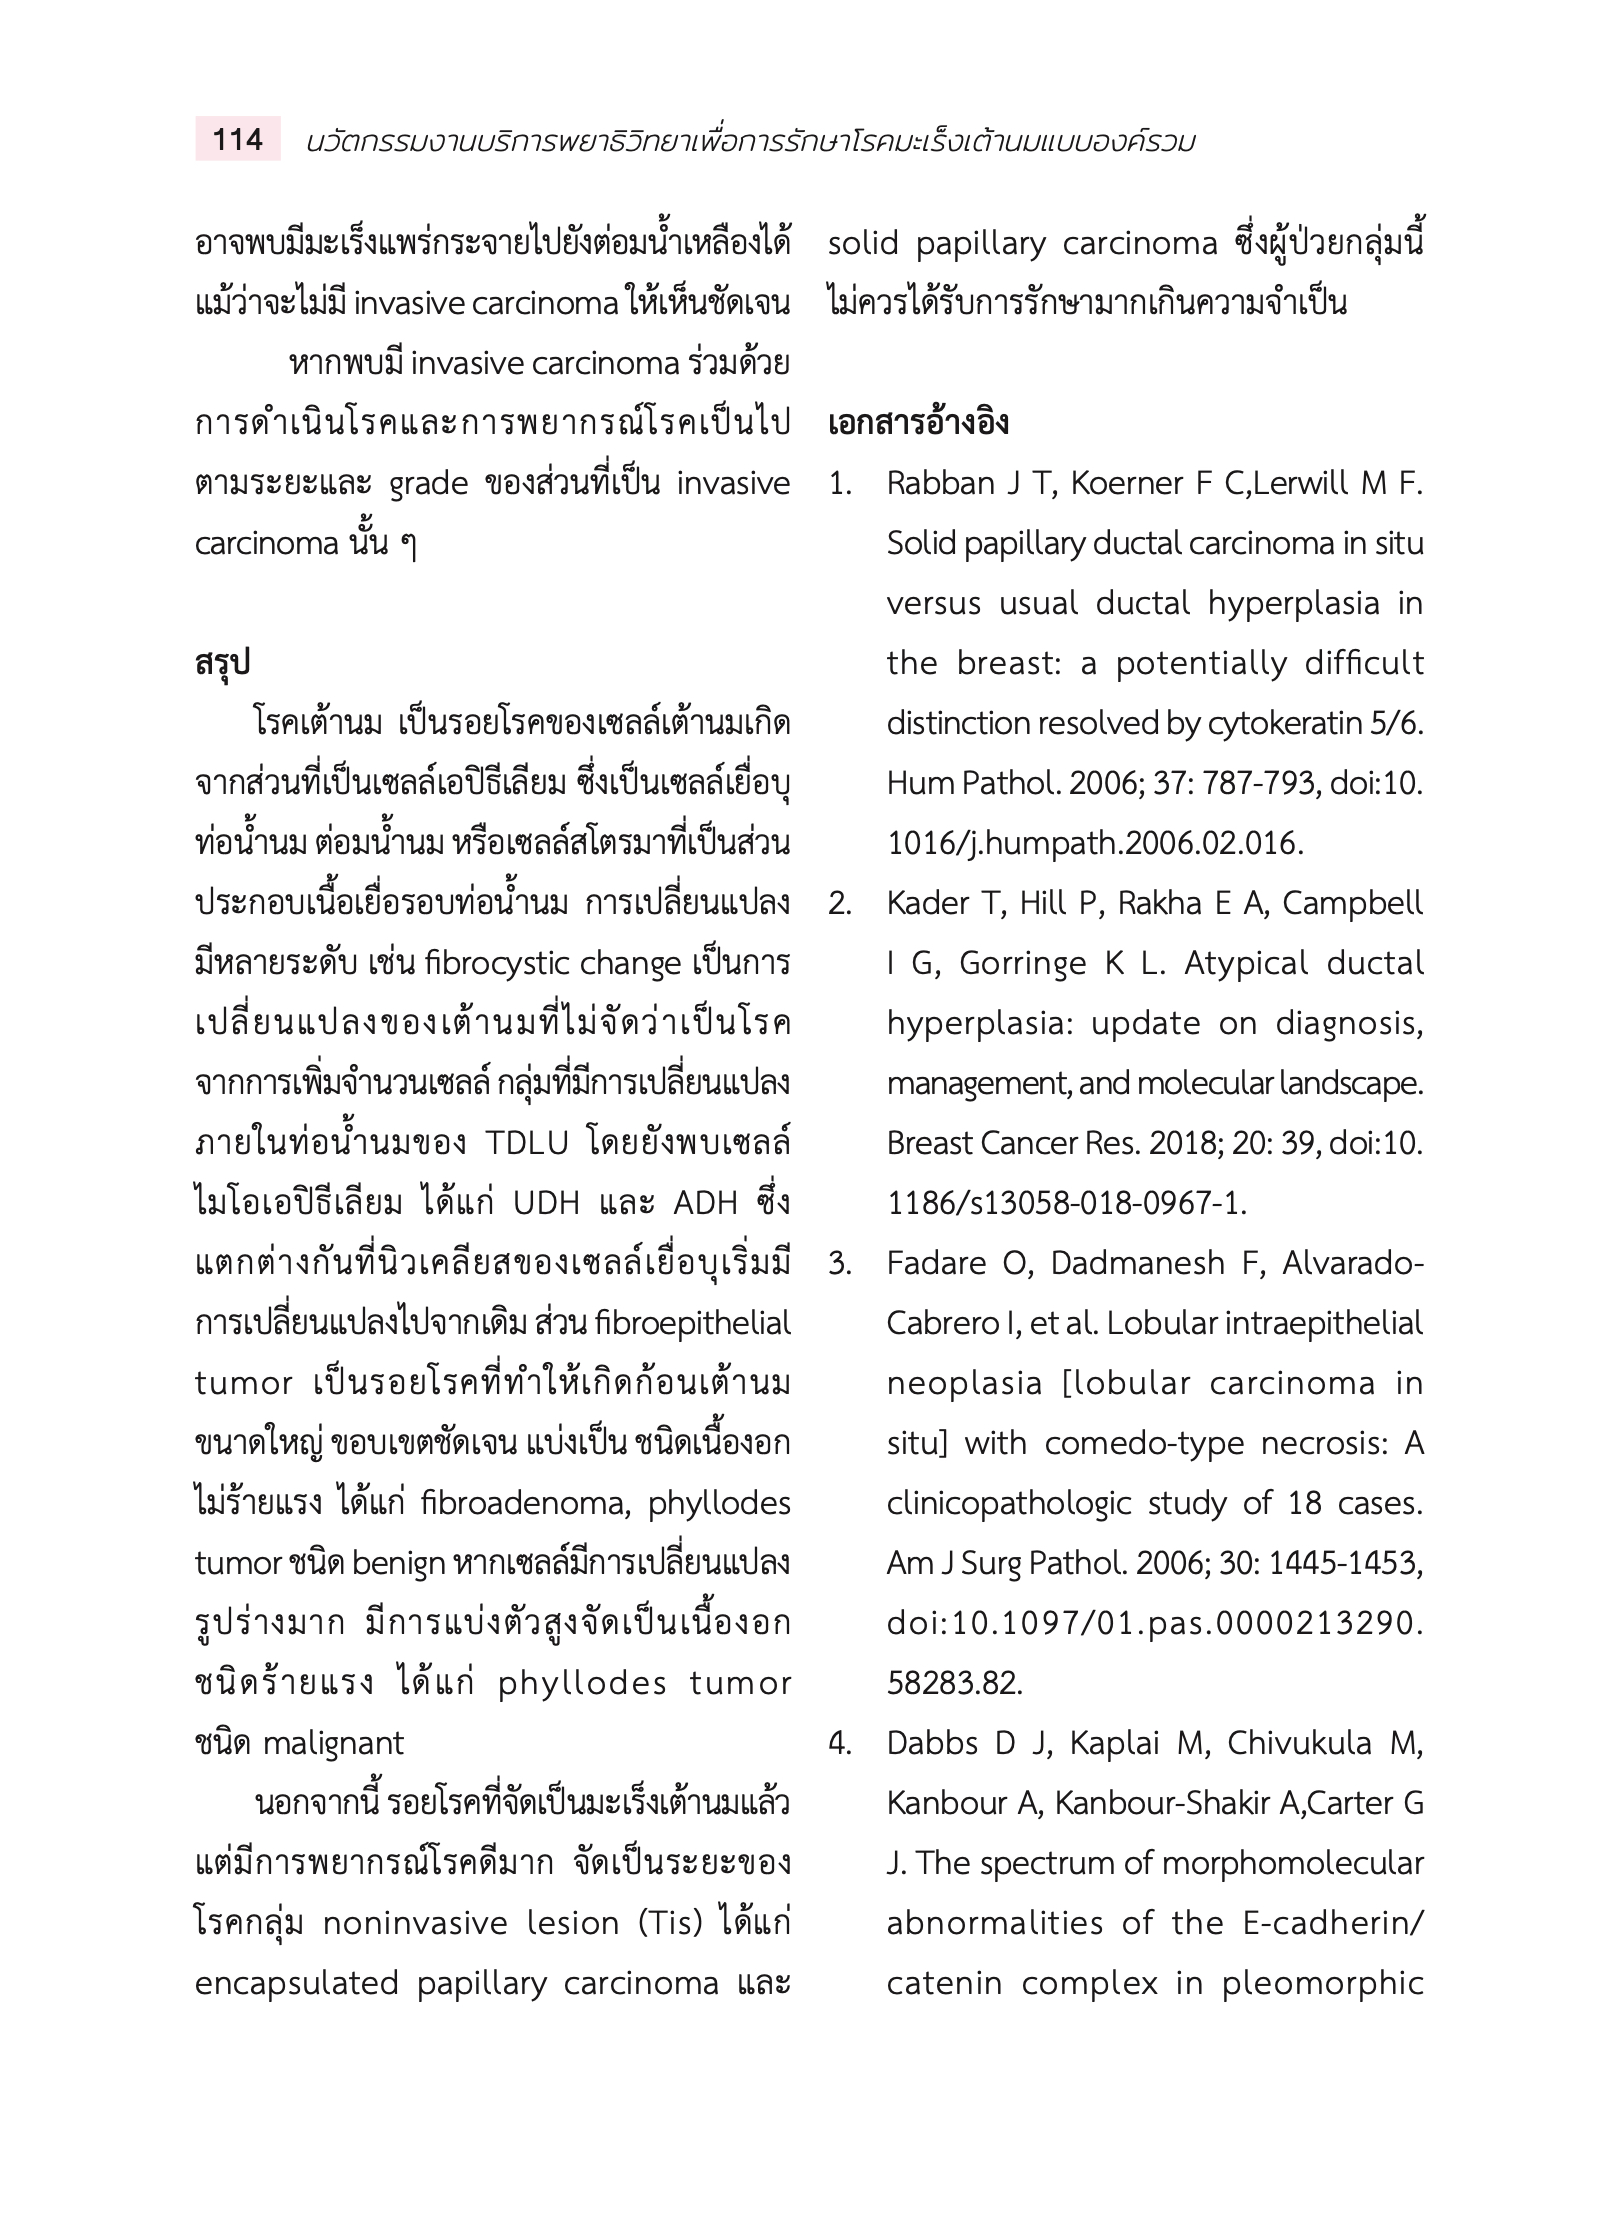 114 นวัตกรรมงานบริการพยาธิวิทยาเพื่อการรักษาโรคมะเร็งเต้านมแบบองค์รวม
อาจพบมีมะเร็งแพร่กระจายไปยังต่อมน้ำเหลืองได้
แม้ว่าจะไม่มี invasive carcinoma ให้เห็นชัดเจน
หากพบมี invasive carcinoma ร่วมด้วย
การดำเนินโรคและการพยากรณ์โรคเป็นไป
ตามระยะและ grade ของส่วนที่เป็น invasive
carcinoma นั้น ๆ
สรุป
โรคเต้านม เป็นรอยโรคของเซลล์เต้านมเกิด
จากส่วนที่เป็นเซลล์เอปิธีเลียม ซึ่งเป็นเซลล์เยื่อบุ
ท่อน้ำนม ต่อมน้ำนม หรือเซลล์สโตรมาที่เป็นส่วน
ประกอบเนื้อเยื่อรอบท่อน้ำนม การเปลี่ยนแปลง
มีหลายระดับ เช่น fibrocystic change เป็นการ
เปลี่ยนแปลงของเต้านมที่ไม่จัดว่าเป็นโรค
จากการเพิ่มจำนวนเซลล์ กลุ่มที่มีการเปลี่ยนแปลง
ภายในท่อน้ำนมของ TDLU โดยยังพบเซลล์
ไมโอเอปิธีเลียม ได้แก่ UDH และ ADH ซึ่ง
แตกต่างกันที่นิวเคลียสของเซลล์เยื่อบุเริ่มมี
การเปลี่ยนแปลงไปจากเดิม ส่วน fibroepithelial
tumor เป็นรอยโรคที่ทำให้เกิดก้อนเต้านม
ขนาดใหญ่ ขอบเขตชัดเจน แบ่งเป็น ชนิดเนื้องอก
ไม่ร้ายแรง ได้แก่ fibroadenoma, phyllodes
tumor ชนิด benign หากเซลล์มีการเปลี่ยนแปลง
รูปร่างมาก มีการแบ่งตัวสูงจัดเป็นเนื้องอก
ชนิดร้ายแรง ได้แก่ phyllodes tumor
ชนิด malignant
นอกจากนี้ รอยโรคที่จัดเป็นมะเร็งเต้านมแล้ว
แต่มีการพยากรณ์โรคดีมาก จัดเป็นระยะของ
โรคกลุ่ม noninvasive lesion (Tis) ได้แก่
encapsulated papillary carcinoma และ
solid papillary carcinoma ซึ่งผู้ป่วยกลุ่มนี้
ไม่ควรได้รับการรักษามากเกินความจำเป็น
เอกสารอ้างอิง
1. Rabban J T, Koerner F C,Lerwill M F.
Solid papillary ductal carcinoma in situ
versus usual ductal hyperplasia in
the breast: a potentially difficult
distinction resolved by cytokeratin 5/6.
Hum Pathol. 2006; 37: 787-793, doi:10.
1016/j.humpath.2006.02.016.
2. Kader T, Hill P, Rakha E A, Campbell
I G, Gorringe K L. Atypical ductal
hyperplasia: update on diagnosis,
management, and molecular landscape.
Breast Cancer Res. 2018; 20: 39, doi:10.
1186/s13058-018-0967-1.
3. Fadare O, Dadmanesh F, Alvarado-
Cabrero I, et al. Lobular intraepithelial
neoplasia [lobular carcinoma in
situ] with comedo-type necrosis: A
clinicopathologic study of 18 cases.
Am J Surg Pathol. 2006; 30: 1445-1453,
doi:10.1097/01.pas.0000213290.
58283.82.
4. Dabbs D J, Kaplai M, Chivukula M,
Kanbour A, Kanbour-Shakir A,Carter G
J. The spectrum of morphomolecular
abnormalities of the E-cadherin/
catenin complex in pleomorphic